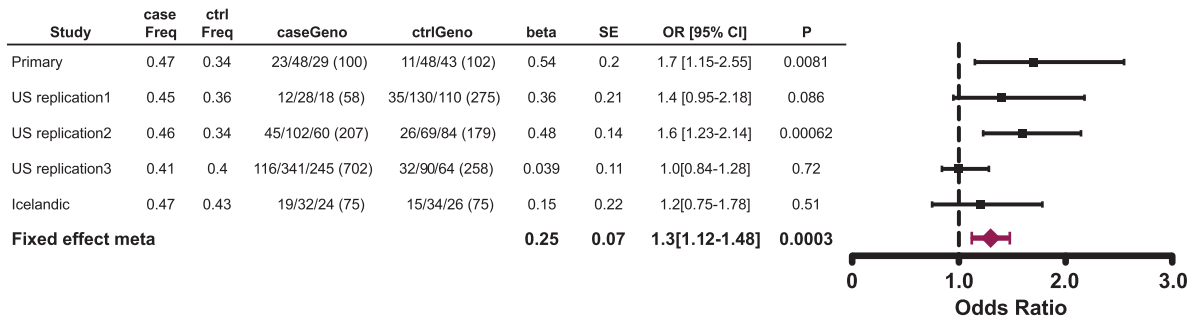 Study case Freq ctrl Freq caseGeno ctrlGeno beta SE OR [95% CI] P
Primary 0.47 0.34 23/48/29 (100) 11/48/43 (102) 0.54 0.2 1.7 [1.15-2.55] 0.0081
US replication1 0.45 0.36 12/28/18 (58) 35/130/110 (275) 0.36 0.21 1.4 [0.95-2.18] 0.086
US replication2 0.46 0.34 45/102/60 (207) 26/69/84 (179) 0.48 0.14 1.6 [1.23-2.14] 0.00062
US replication3 0.41 0.4 116/341/245 (702) 32/90/64 (258) 0.039 0.11 1.0[0.84-1.28] 0.72
Icelandic 0.47 0.43 19/32/24 (75) 15/34/26 (75) 0.15 0.22 1.2[0.75-1.78] 0.51
Fixed effect meta 0.25 0.07 1.3[1.12-1.48] 0.0003
0 1.0 2.0 3.0
Odds Ratio